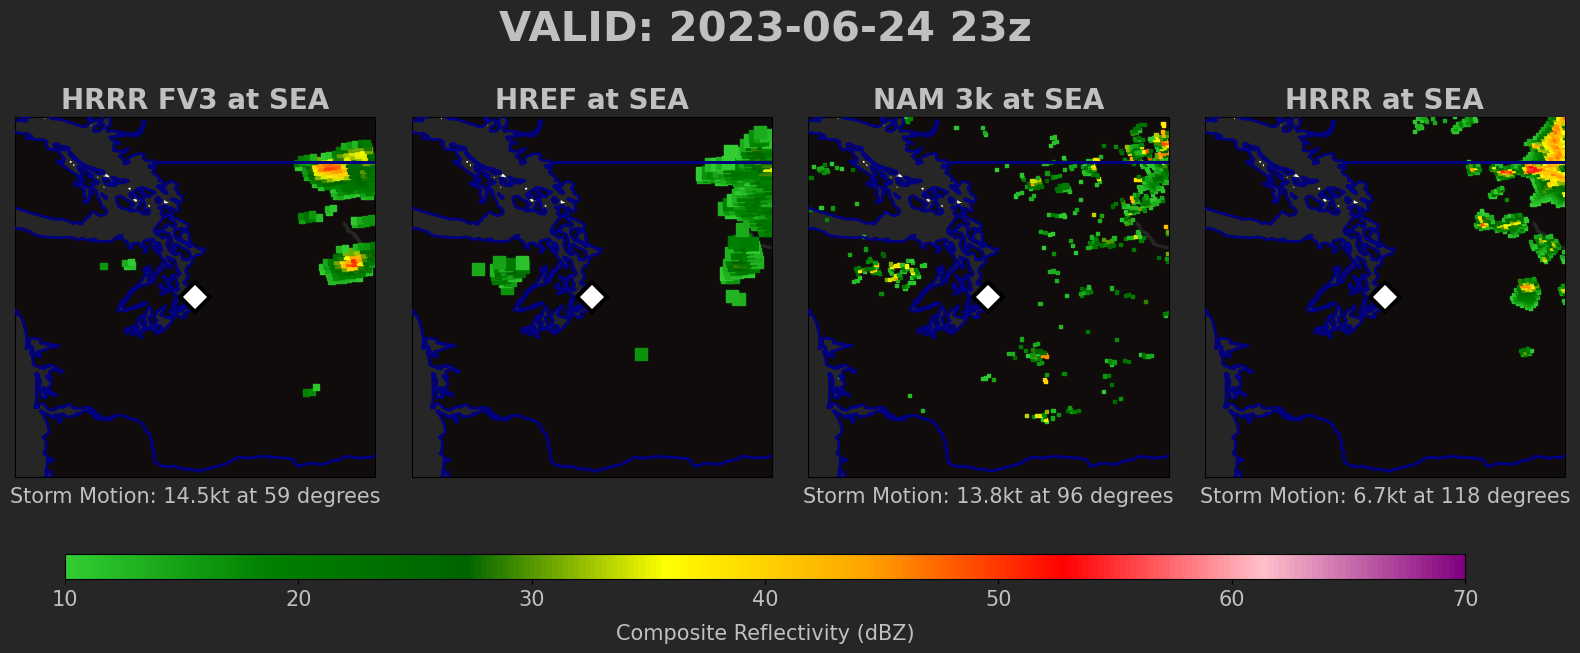 VALID: 2023-06-24 23z
HRRR FV3 at SEA
HREF at SEA
NAM 3k at SEA
HRRR at SEA
Storm Motion: 14.5kt at 59 degrees
Storm Motion: 13.8kt at 96 degrees
Storm Motion: 6.7kt at 118 degrees
10 20 30 40 50 60 70
Composite Reflectivity (dBZ)